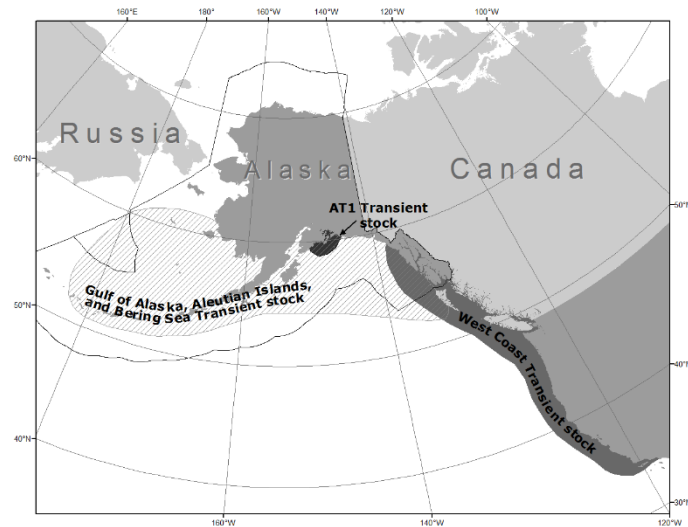 160°E
180°
160°W
140°W
120°W
100°W
Russia
Alaska
Canada
60°N
50°N
AT1 Transient
stock
Gulf of Alaska, Aleutian Islands,
and Bering Sea Transient stock
50°N
West Coast Transient stock
40°N
40°N
30°N
160°W
140°W
120°W